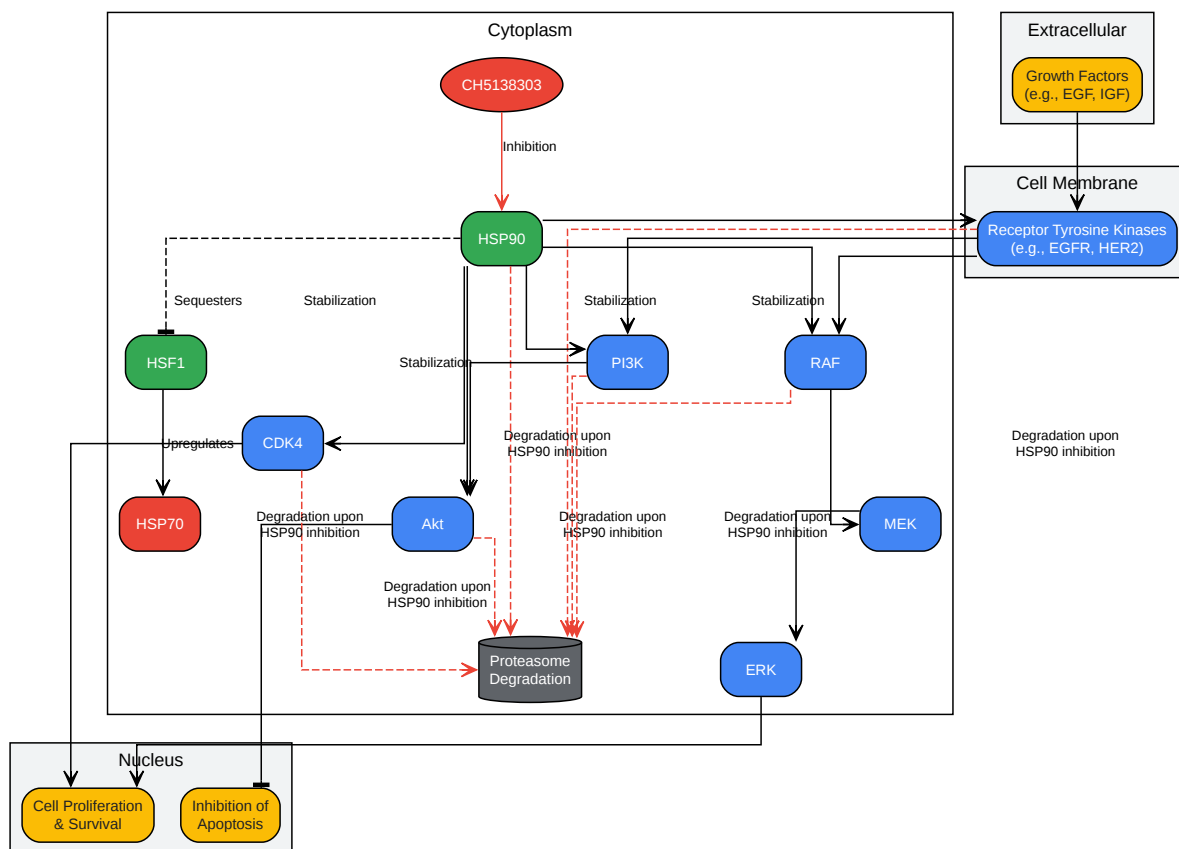 Cytoplasm
Extracellular
CH5138303
Growth Factors
(e.g., EGF, IGF)
Inhibition
Cell Membrane
HSP90
Receptor Tyrosine Kinases
(e.g., EGFR, HER2)
Sequesters
Stabilization
Stabilization
Stabilization
HSF1
Stabilization
PI3K
RAF
Upregulates
CDK4
Degradation upon
HSP90 inhibition
Degradation upon
HSP90 inhibition
HSP70
Degradation upon
HSP90 inhibition
Akt
Degradation upon
HSP90 inhibition
Degradation upon
HSP90 inhibition
MEK
Degradation upon
HSP90 inhibition
Proteasome
Degradation
ERK
Nucleus
Cell Proliferation
& Survival
Inhibition of
Apoptosis